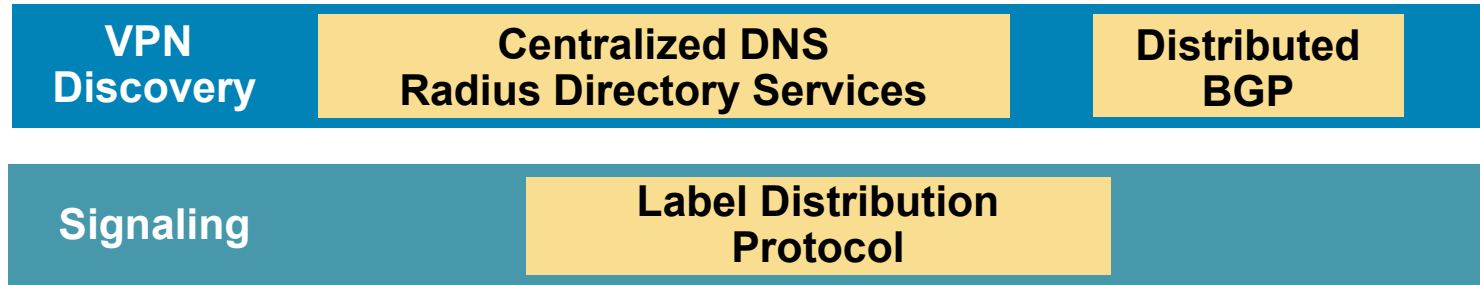 VPN
Discovery
Centralized DNS
Radius Directory Services
Distributed
BGP
Signaling
Label Distribution
Protocol